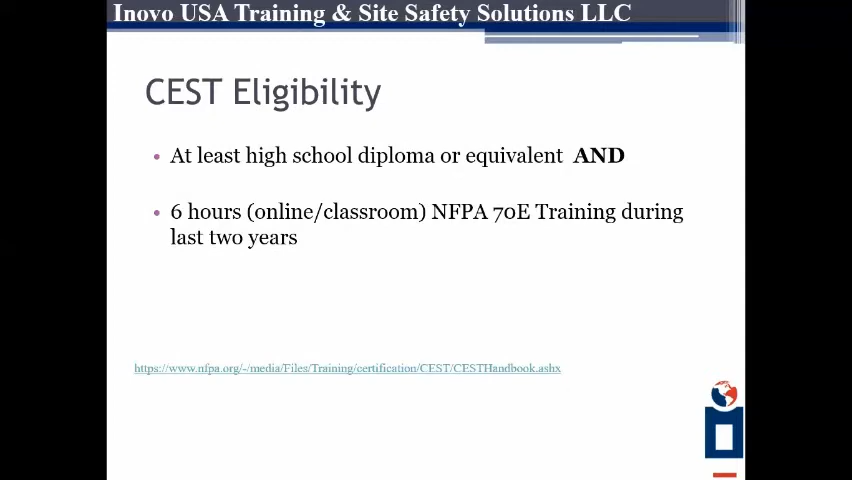 Inovo USA Training & Site Safety Solutions LLC
CEST Eligibility
• At least high school diploma or equivalent AND
• 6 hours (online/classroom) NFPA 70E Training during
last two years
https://www.nfpa.org/-/media/Files/Training/certification/CEST/CESTHandbook.ashx